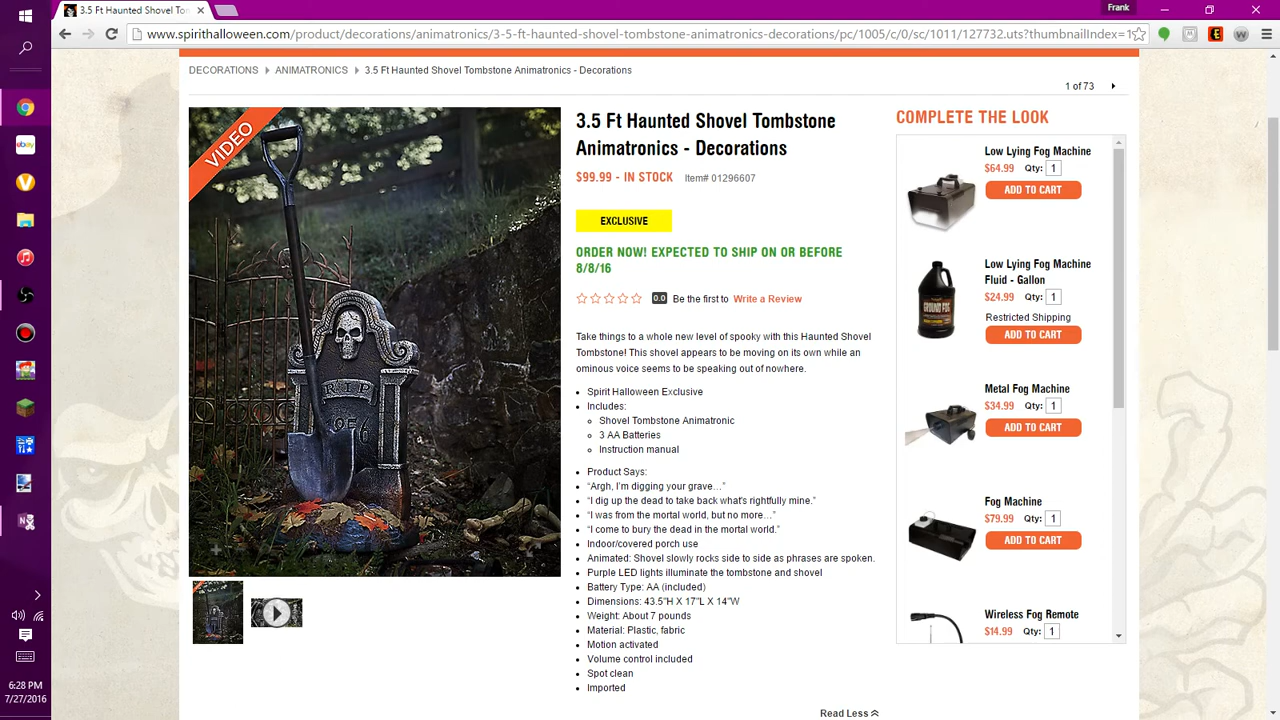 3.5 Ft Haunted Shovel Tom
Frank
www.spirithalloween.com/product/decorations/animatronics/3-5-ft-haunted-shovel-tombstone-animatronics-decorations/pc/1005/c/0/sc/1011/127732.uts?thumbnailIndex=1
DECORATIONS ANIMATRONICS 3.5 Ft Haunted Shovel Tombstone Animatronics - Decorations
1 of 73
VIDEO
RIP
3.5 Ft Haunted Shovel Tombstone
Animatronics - Decorations
$99.99 - IN STOCK Item# 01296607
EXCLUSIVE
ORDER NOW! EXPECTED TO SHIP ON OR BEFORE
8/8/16
0.0 Be the first to Write a Review
Take things to a whole new level of spooky with this Haunted Shovel
Tombstone! This shovel appears to be moving on its own while an
ominous voice seems to be speaking out of nowhere.
Spirit Halloween Exclusive
Includes:
Shovel Tombstone Animatronic
3 AA Batteries
Instruction manual
Product Says:
“Argh, I’m digging your grave…”
“I dig up the dead to take back what’s rightfully mine.”
“I was from the mortal world, but no more…”
“I come to bury the dead in the mortal world.”
Indoor/covered porch use
Animated: Shovel slowly rocks side to side as phrases are spoken.
Purple LED lights illuminate the tombstone and shovel
Battery Type: AA (included)
Dimensions: 43.5"H X 17"L X 14"W
Weight: About 7 pounds
Material: Plastic, fabric
Motion activated
Volume control included
Spot clean
Imported
Read Less
COMPLETE THE LOOK
Low Lying Fog Machine
$64.99 Qty: 1
ADD TO CART
Low Lying Fog Machine
Fluid - Gallon
$24.99 Qty: 1
Restricted Shipping
ADD TO CART
GROUND FOG
Metal Fog Machine
$34.99 Qty: 1
ADD TO CART
Fog Machine
$79.99 Qty: 1
ADD TO CART
Wireless Fog Remote
$14.99 Qty: 1
ebay
6:28 PM
7/27/2016